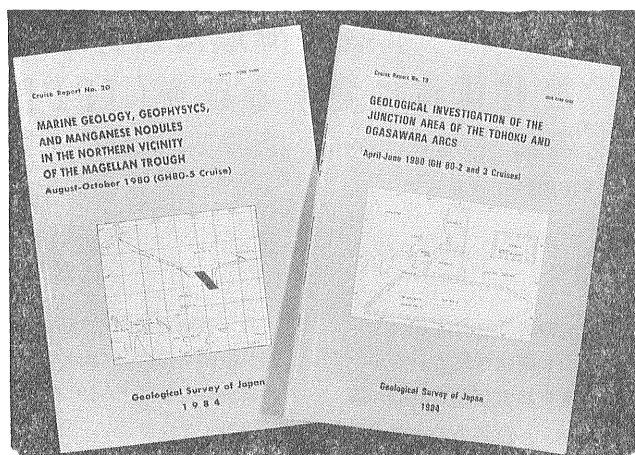 Cruise Report No. 20
MARINE GEOLOGY, GEOPHYSYCS,
AND MANGANESE NODULES
IN THE NORTHERN VICINITY
OF THE MAGELLAN TROUGH
August-October 1980 (GH80-5 Cruise)
Geological Survey of Japan
1984
Cruise Report No. 19
GEOLOGICAL INVESTIGATION OF THE
JUNCTION AREA OF THE TOHOKU AND
OGASAWARA ARCS
April-June 1980 (GH 80-2 and 3 Cruises)
Geological Survey of Japan
1984